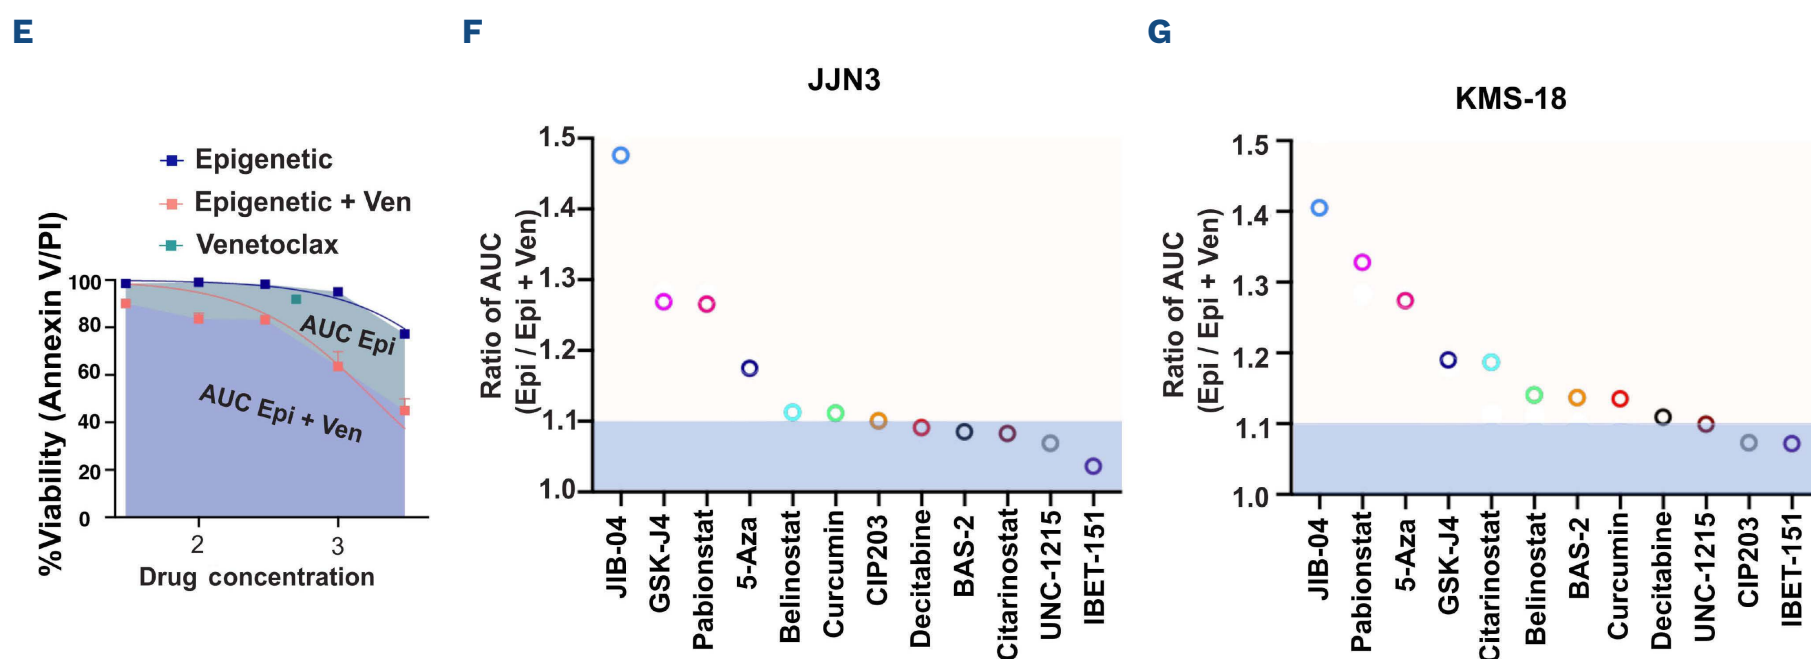 E
Epigenetic
Epigenetic + Ven
Venetoclax
%Viability (Annexin V/PI)
100
80
60
40
20
0
AUC Epi
AUC Epi + Ven
2
3
Drug concentration
F
JJN3
Ratio of AUC
(Epi / Epi + Ven)
1.5
1.4
1.3
1.2
1.1
1.0
JIB-04
GSK-J4
Pabionstat
5-Aza
Belinostat
Curcumin
CIP203
Decitabine
BAS-2
Citarinostat
UNC-1215
IBET-151
G
KMS-18
Ratio of AUC
(Epi / Epi + Ven)
1.5
1.4
1.3
1.2
1.1
1.0
JIB-04
Pabionstat
5-Aza
GSK-J4
Citarinostat
Belinostat
BAS-2
Curcumin
Decitabine
UNC-1215
CIP203
IBET-151